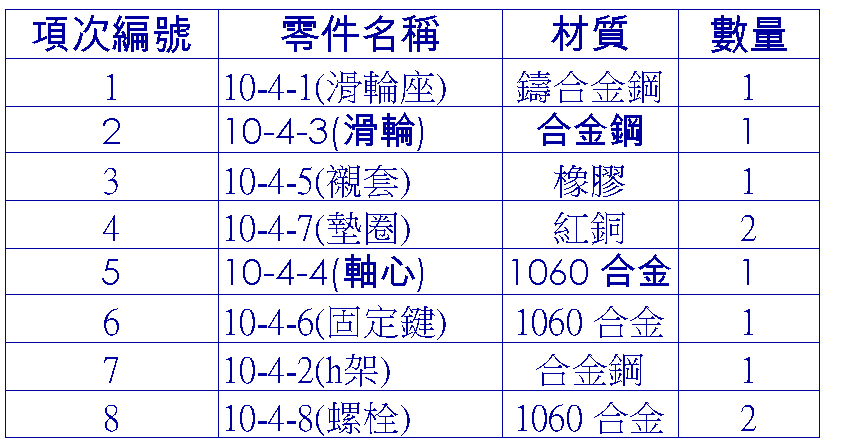 項次編號 零件名稱 材質 數量
1 10-4-1(滑輪座) 鑄合金鋼 1
2 10-4-3(滑輪) 合金鋼 1
3 10-4-5(襯套) 橡膠 1
4 10-4-7(墊圈) 紅銅 2
5 10-4-4(軸心) 1060 合金 1
6 10-4-6(固定鍵) 1060 合金 1
7 10-4-2(h架) 合金鋼 1
8 10-4-8(螺栓) 1060 合金 2